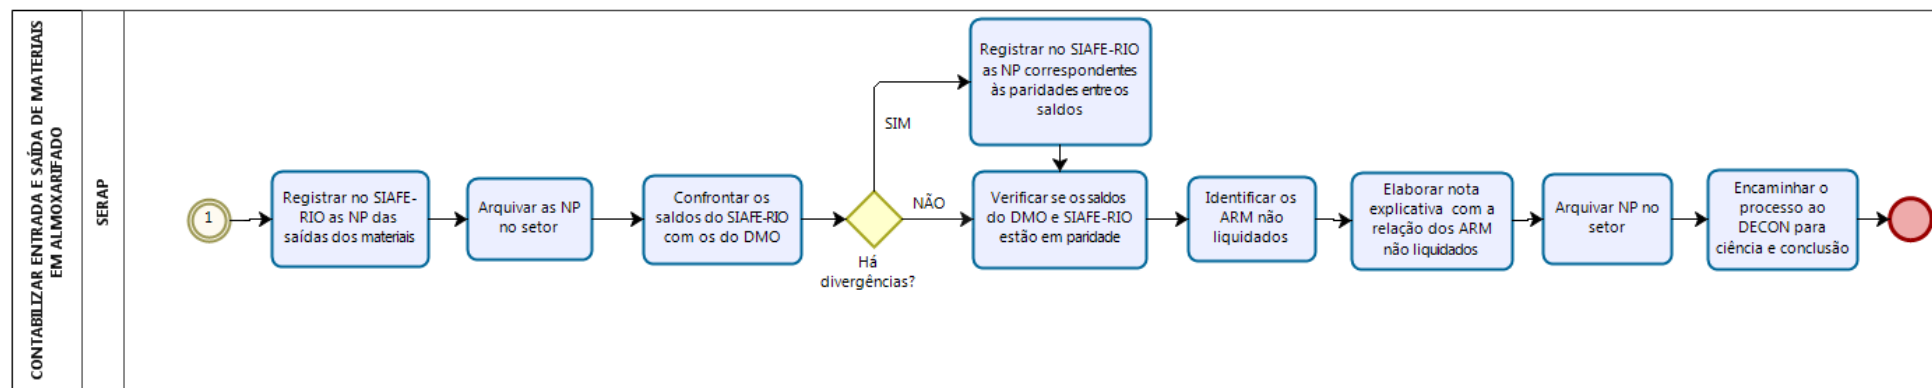 CONTABILIZAR ENTRADA E SAÍDA DE MATERIAIS
EM ALMOXARIFADO
SERAP
1
Registrar no SIAFE-
RIO as NP das
saídas dos materiais
Arquivar as NP
no setor
Confrontar os
saldos do SIAFE-RIO
com os do DMO
Há
divergências?
SIM
NÃO
Registrar no SIAFE-RIO
as NP correspondentes
às paridades entre os
saldos
Verificar se os saldos
do DMO e SIAFE-RIO
estão em paridade
Identificar os
ARM não
liquidados
Elaborar nota
explicativa com a
relação dos ARM
não liquidados
Arquivar NP no
setor
Encaminhar o
processo ao
DECON para
ciência e conclusão